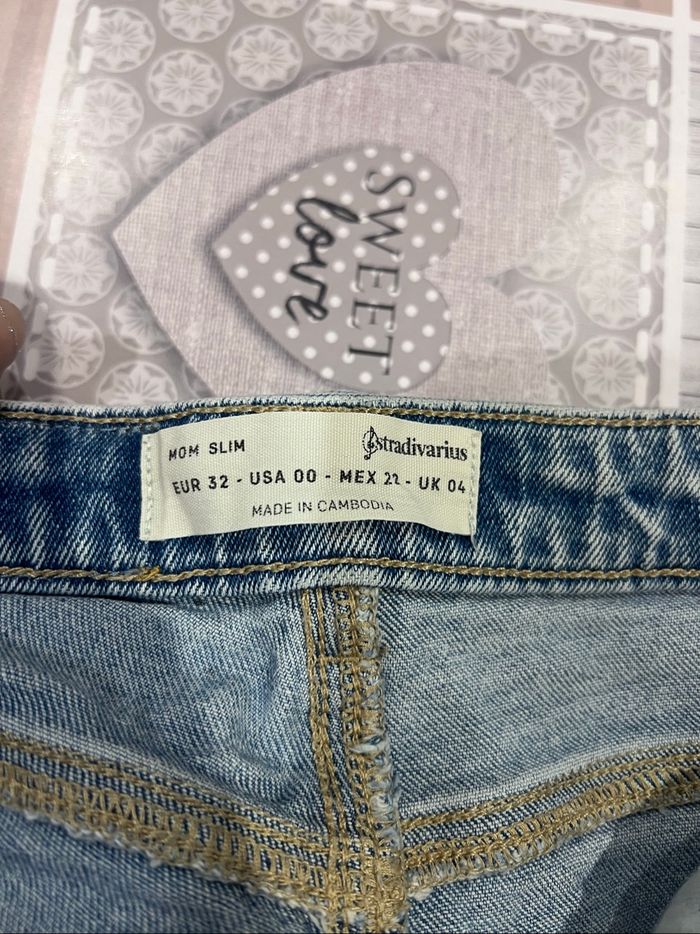 SWEET
love
MOM SLIM
stradivarius
EUR 32 - USA 00 - MEX 22 - UK 04
MADE IN CAMBODIA